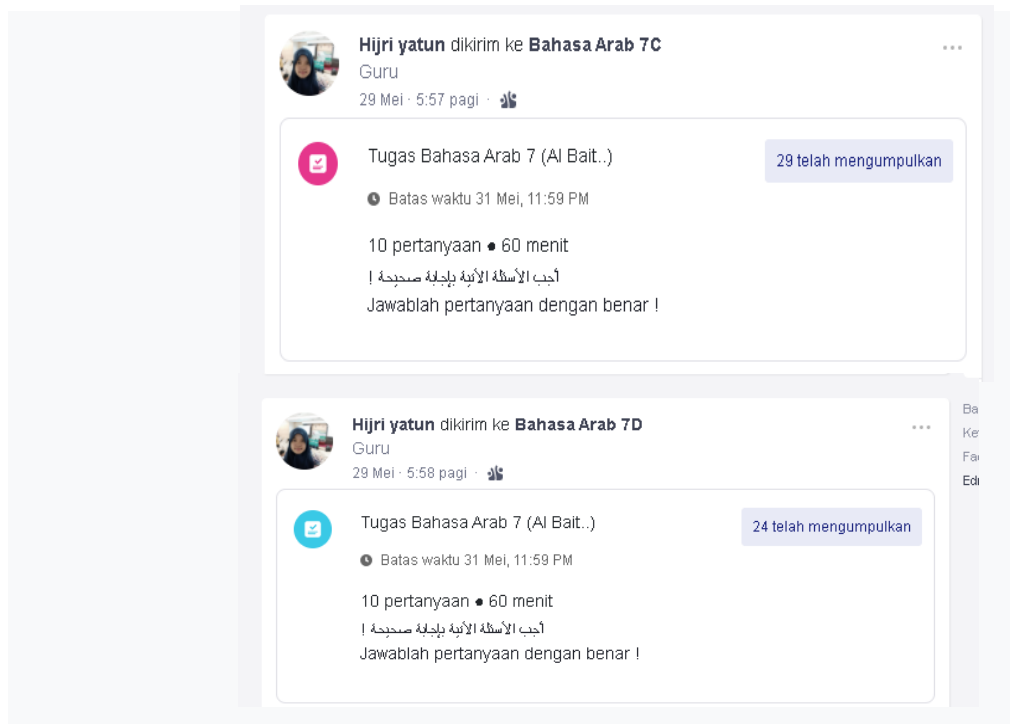 Hijri yatun dikirim ke Bahasa Arab 7C
Guru
29 Mei · 5:57 pagi ·
Tugas Bahasa Arab 7 (Al Bait..)
29 telah mengumpulkan
Batas waktu 31 Mei, 11:59 PM
10 pertanyaan • 60 menit
أجب الأسئلة الأتية بإجابة صحيحة !
Jawablah pertanyaan dengan benar !
Hijri yatun dikirim ke Bahasa Arab 7D
Guru
29 Mei · 5:58 pagi ·
Tugas Bahasa Arab 7 (Al Bait..)
24 telah mengumpulkan
Batas waktu 31 Mei, 11:59 PM
10 pertanyaan • 60 menit
أجب الأسئلة الأتية بإجابة صحيحة !
Jawablah pertanyaan dengan benar !
Ba